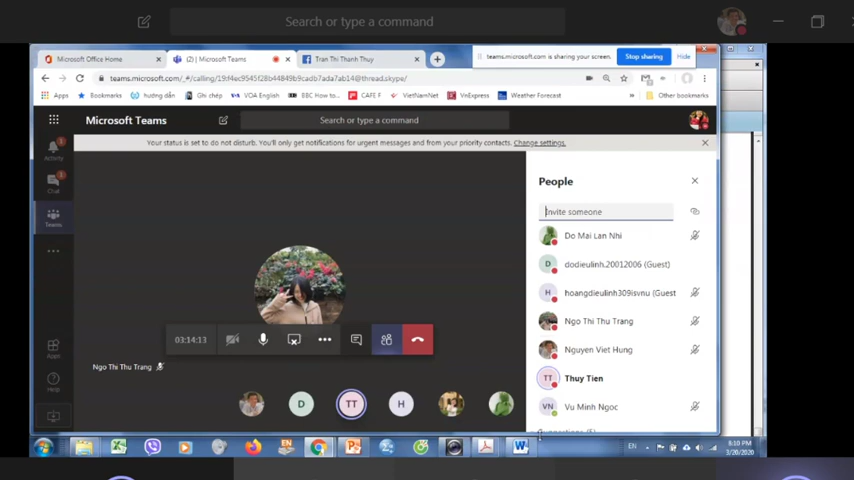 Search or type a command
Microsoft Office Home
(2) | Microsoft Teams
Tran Thi Thanh Thuy
teams.microsoft.com is sharing your screen.
Stop sharing
Hide
teams.microsoft.com/_#/calling/19:f4ec9545f28b44849b9cadb7ada7ab14@thread.skype/
Apps
Bookmarks
hướng dẫn
Ghi chép
VOA English
BBC How to...
CAFE F
VietNamNet
VnExpress
Weather Forecast
»
Other bookmarks
Microsoft Teams
Search or type a command
Your status is set to do not disturb. You'll only get notifications for urgent messages and from your priority contacts. Change settings.
Activity
Chat
Teams
Apps
Help
People
Invite someone
Do Mai Lan Nhi
D
dodieulinh.20012006 (Guest)
H
hoangdieulinh309isvnu (Guest
Ngo Thi Thu Trang
Nguyen Viet Hung
TT
Thuy Tien
VN
Vu Minh Ngoc
03:14:13
Ngo Thi Thu Trang
D
TT
H
EN
9:10 PM
3/20/2020